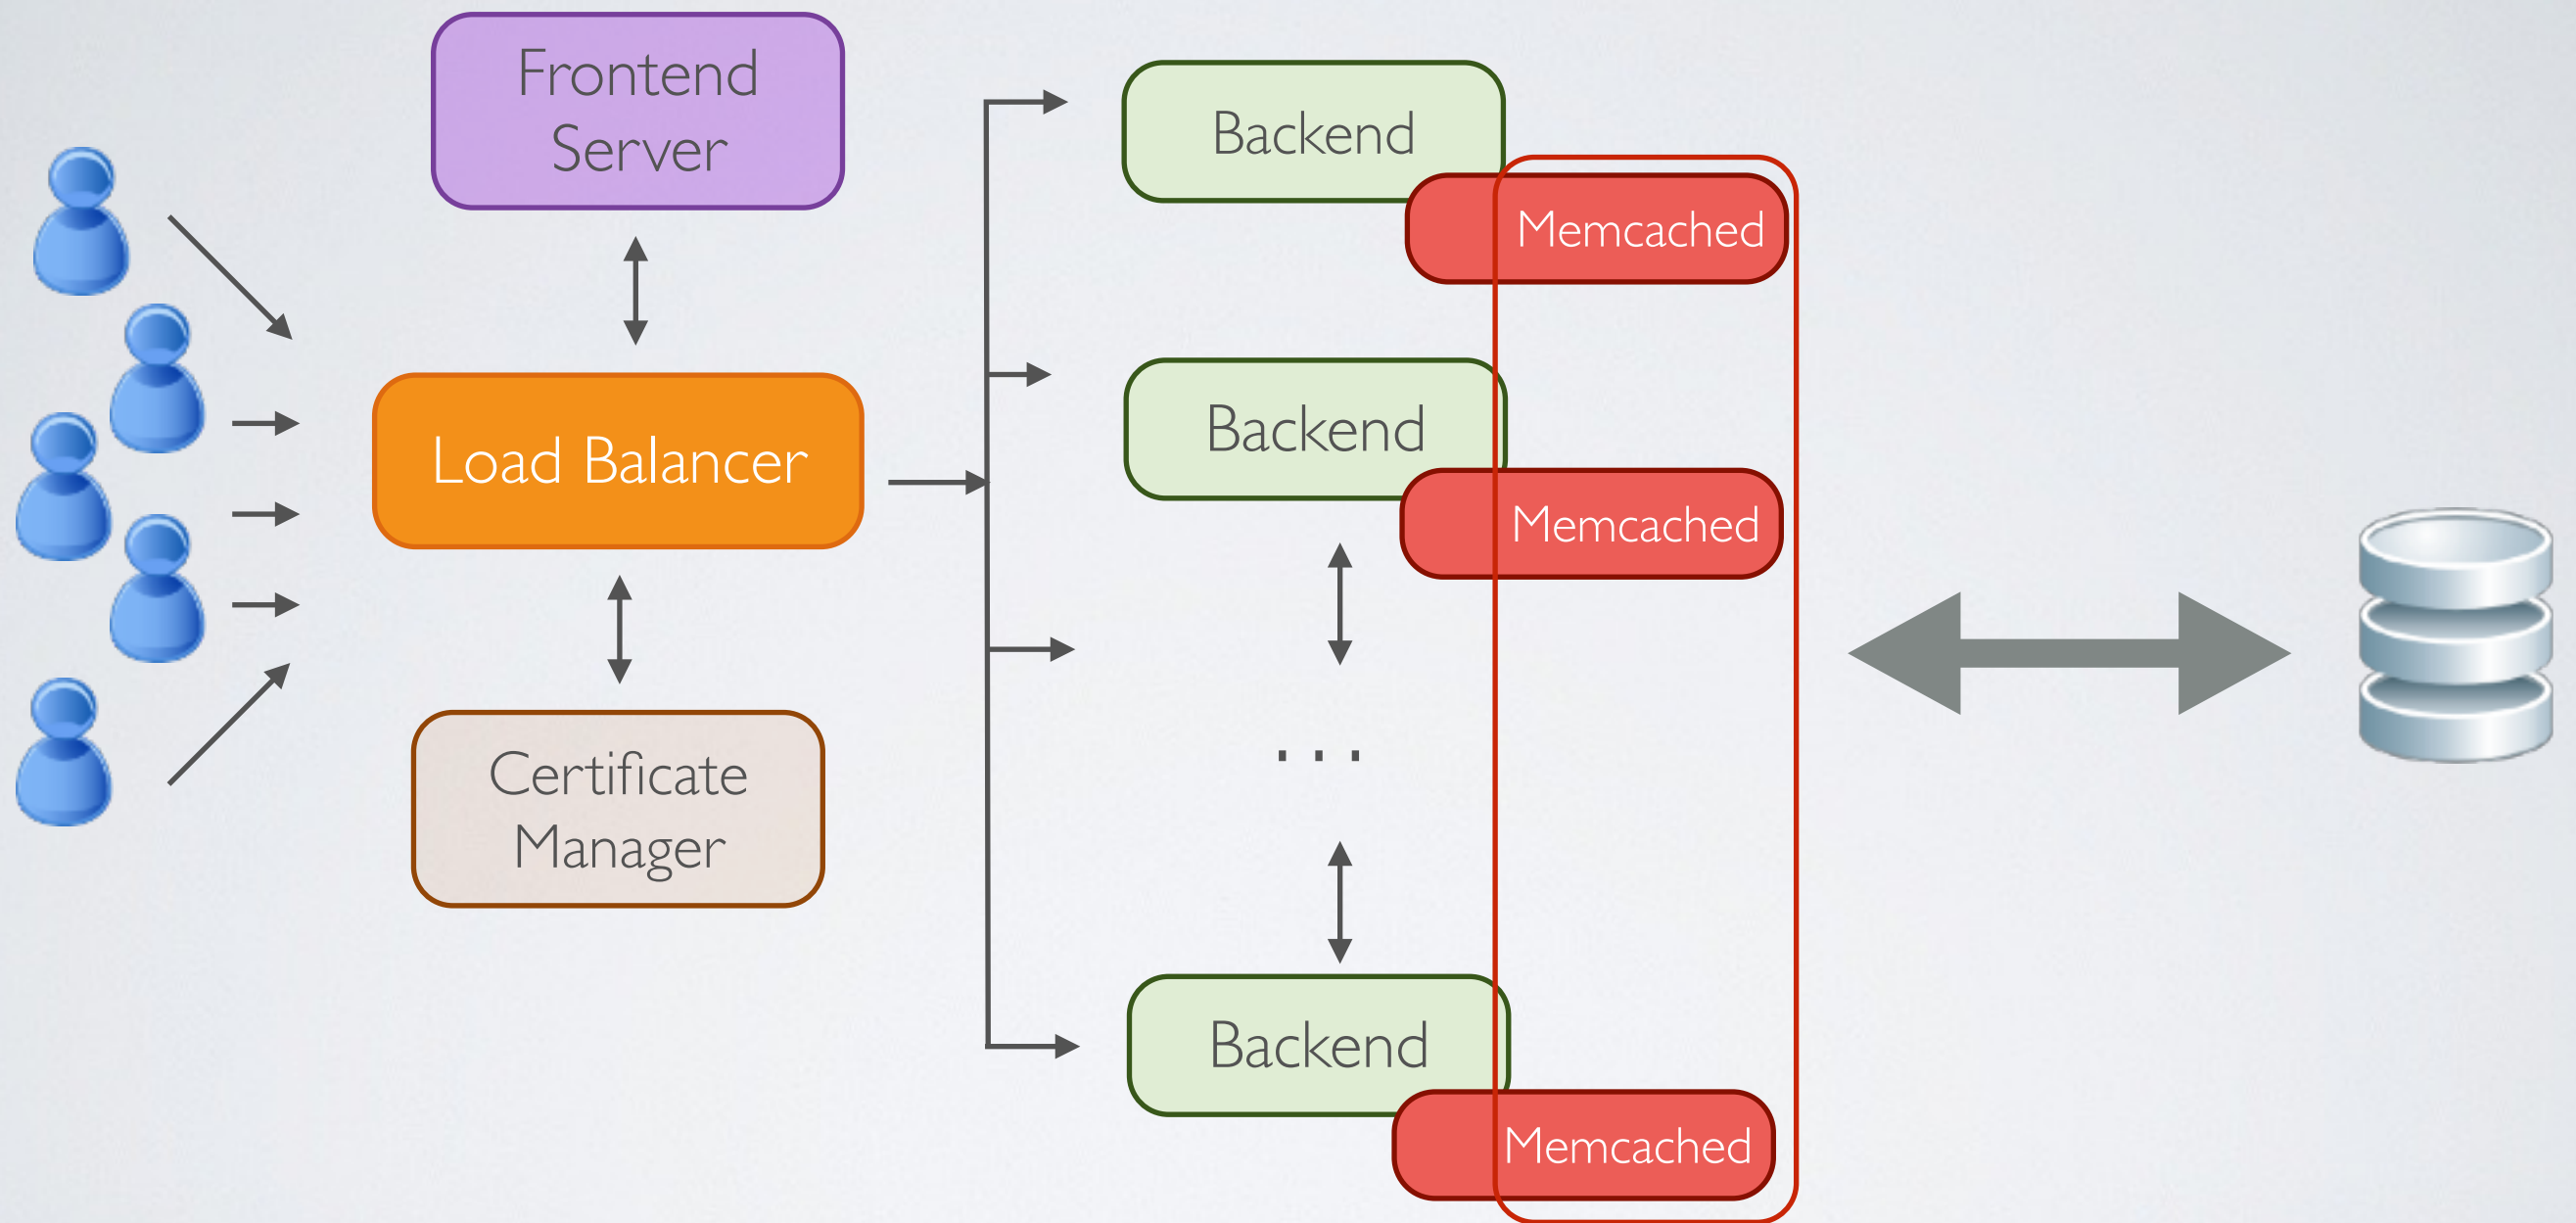 Frontend
Server
Load Balancer
Certificate
Manager
Backend
Memcached
Backend
Memcached
...
Backend
Memcached